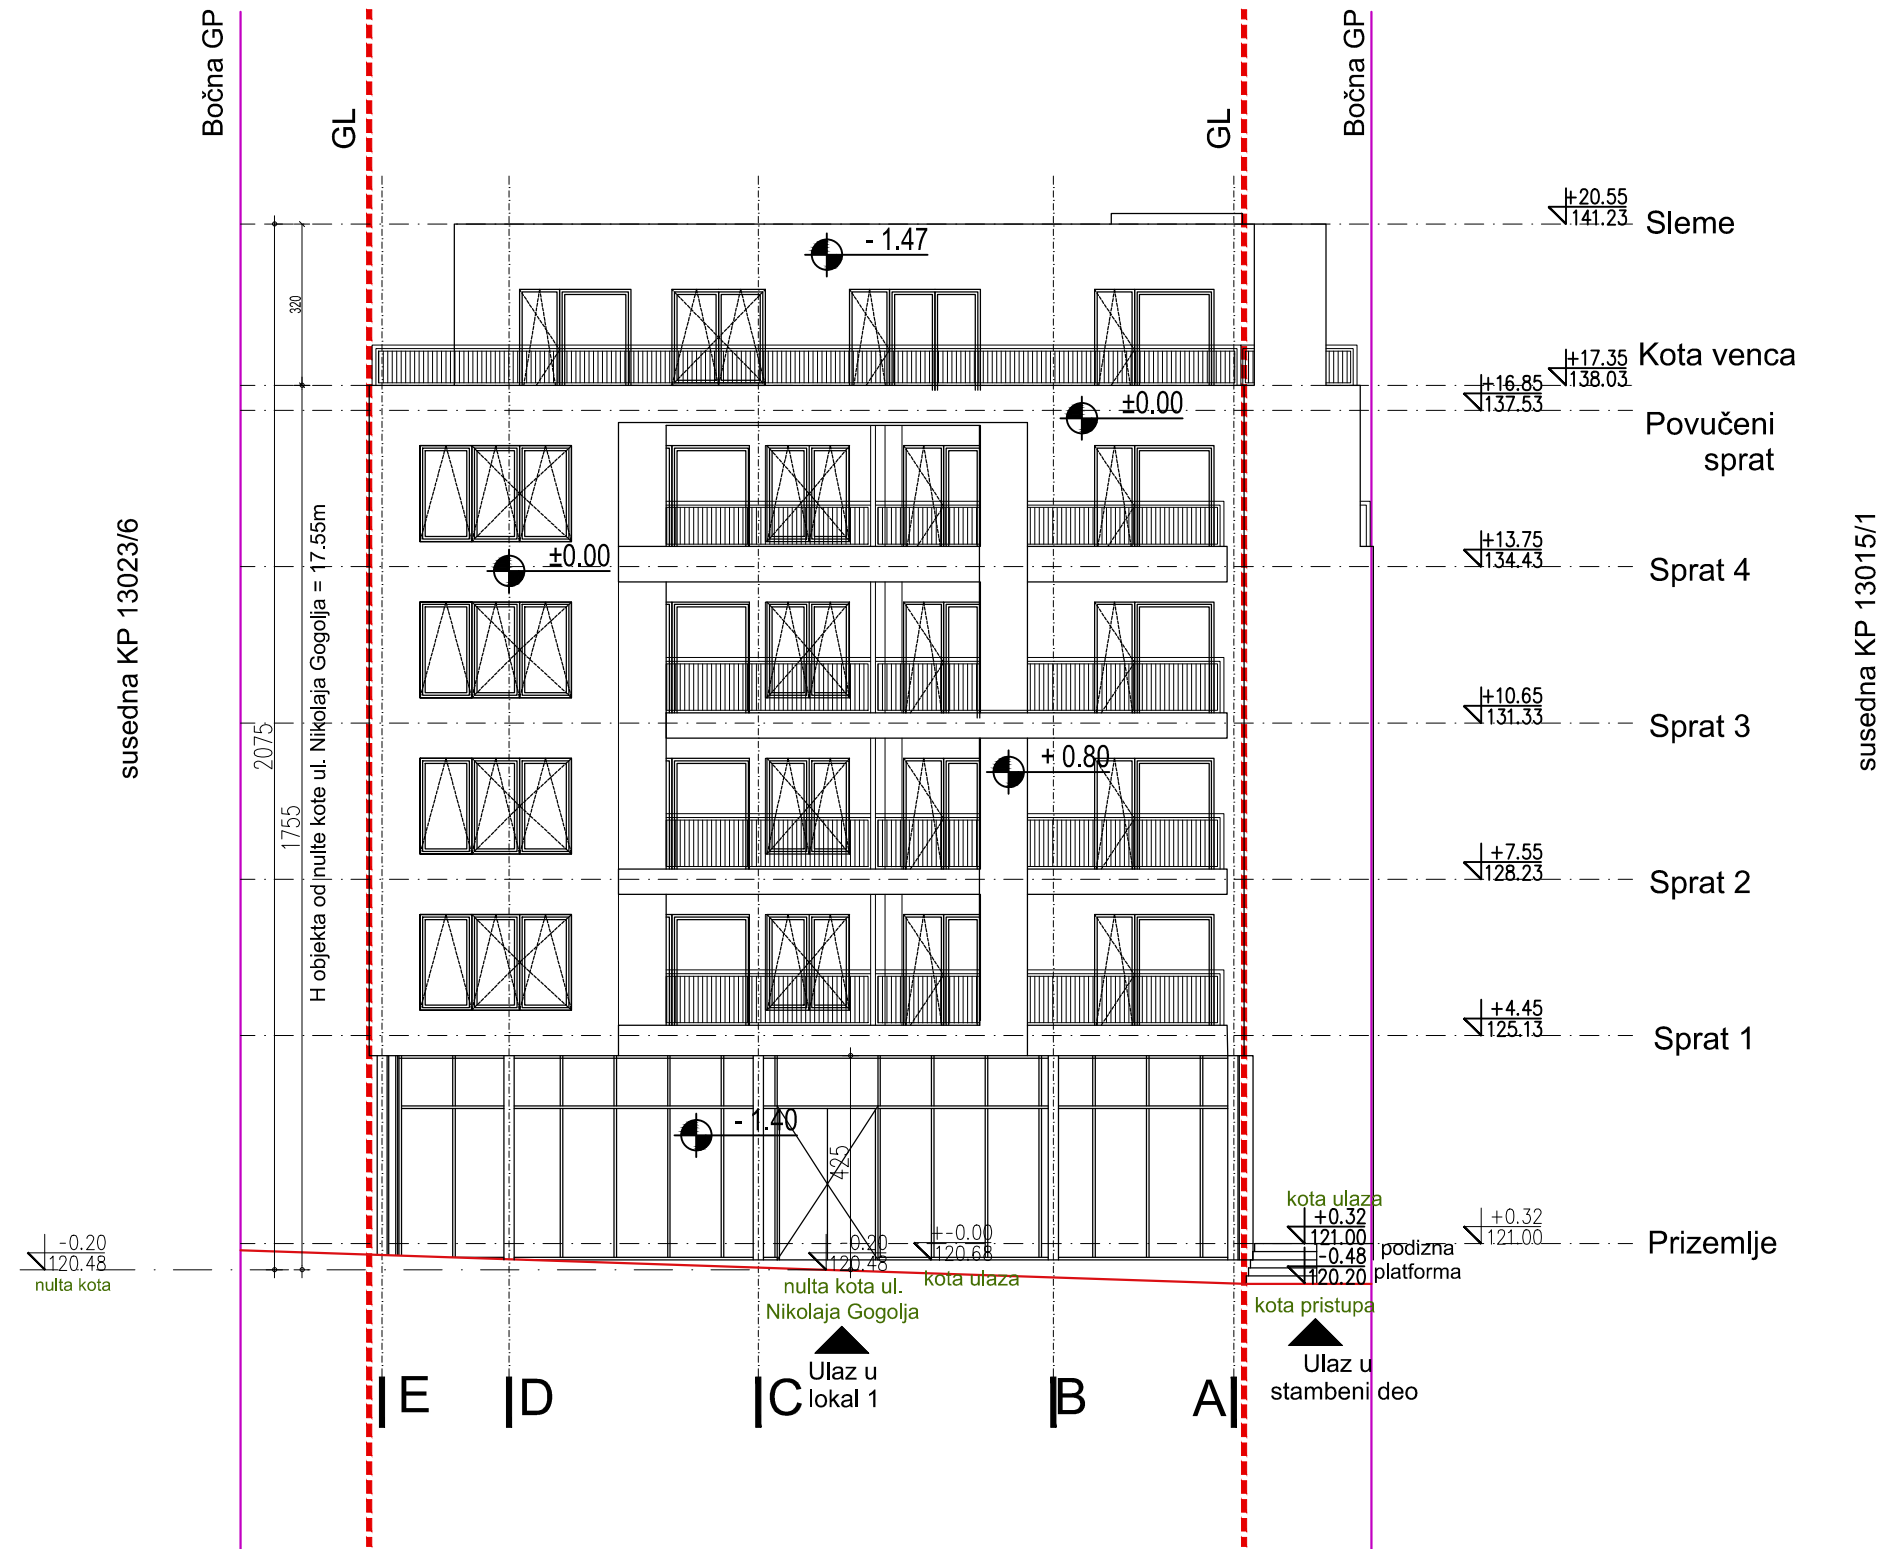 Bočna GP
GL
GL
Bočna GP
+20.55
141.23
Sleme
- 1.47
320
Kota venca
+17.35
138.03
+16.85
137.53
±0.00
Povučeni
sprat
susedna KP 13023/6
2075
1755
H objekta od nulte kote ul. Nikolaja Gogolja = 17.55m
±0.00
+13.75
134.43
Sprat 4
susedna KP 13015/1
+10.65
131.33
Sprat 3
+ 0.80
+7.55
128.23
Sprat 2
+4.45
125.13
Sprat 1
- 1.40
425
kota ulaza
+0.32
121.00
+0.32
121.00
Prizemlje
-0.20
120.48
nulta kota
-0.20
120.48
+-0.00
120.68
kota ulaza
-0.48
120.20
podizna
platforma
nulta kota ul.
Nikolaja Gogolja
kota pristupa
Ulaz u
lokal 1
Ulaz u
stambeni deo
E
D
C
B
A